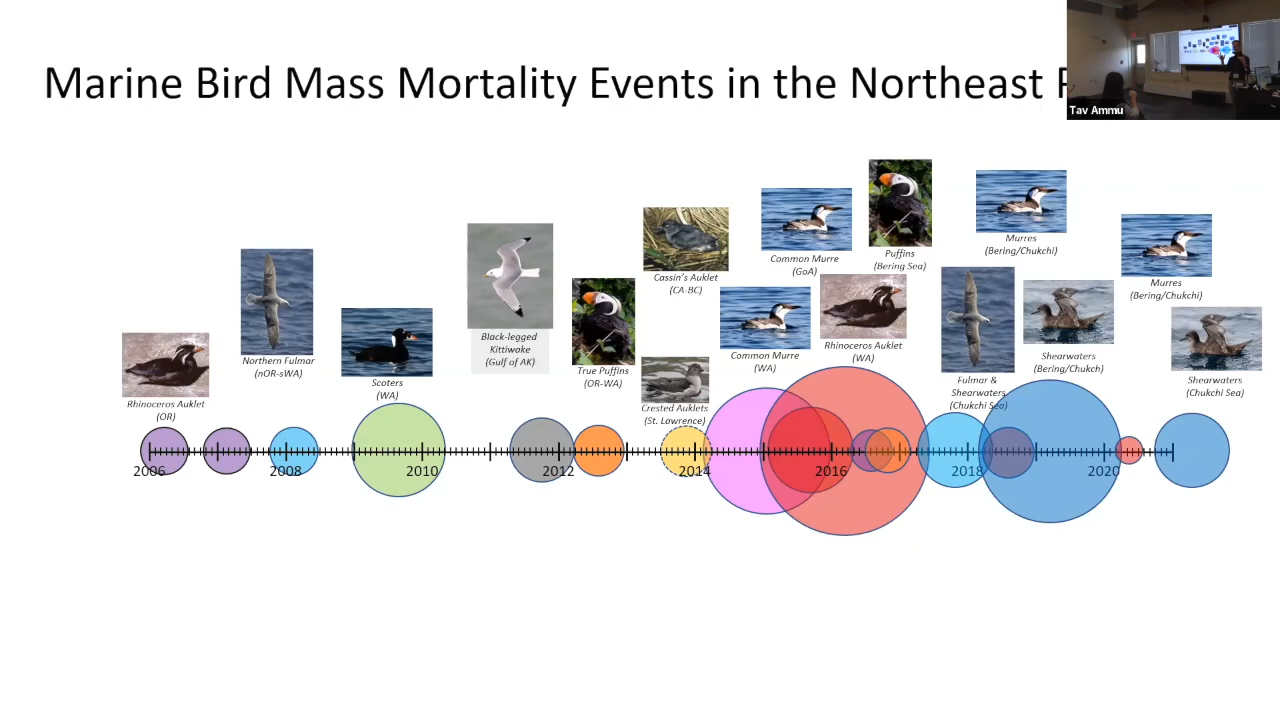 Marine Bird Mass Mortality Events in the Northeast
Tav Ammu
Rhinoceros Auklet
(OR)
Northern Fulmar
(nOR-sWA)
Scoters
(WA)
Black-legged
Kittiwake
(Gulf of AK)
True Puffins
(OR-WA)
Cassin's Auklet
(CA-BC)
Crested Auklets
(St. Lawrence)
Common Murre
(GoA)
Common Murre
(WA)
Puffins
(Bering Sea)
Rhinoceros Auklet
(WA)
Murres
(Bering/Chukchi)
Fulmar &
Shearwaters
(Chukchi Sea)
Shearwaters
(Bering/Chukch)
Murres
(Bering/Chukchi)
Shearwaters
(Chukchi Sea)
2006 2008 2010 2012 2014 2016 2018 2020